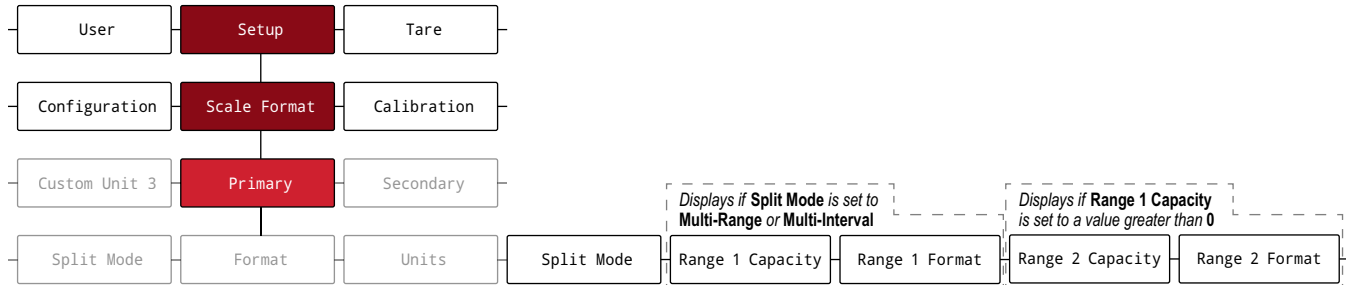 User Setup Tare
Configuration Scale Format Calibration
Custom Unit 3 Primary Secondary
Displays if Split Mode is set to
Multi-Range or Multi-Interval
Displays if Range 1 Capacity
is set to a value greater than 0
Split Mode Format Units Split Mode Range 1 Capacity Range 1 Format Range 2 Capacity Range 2 Format